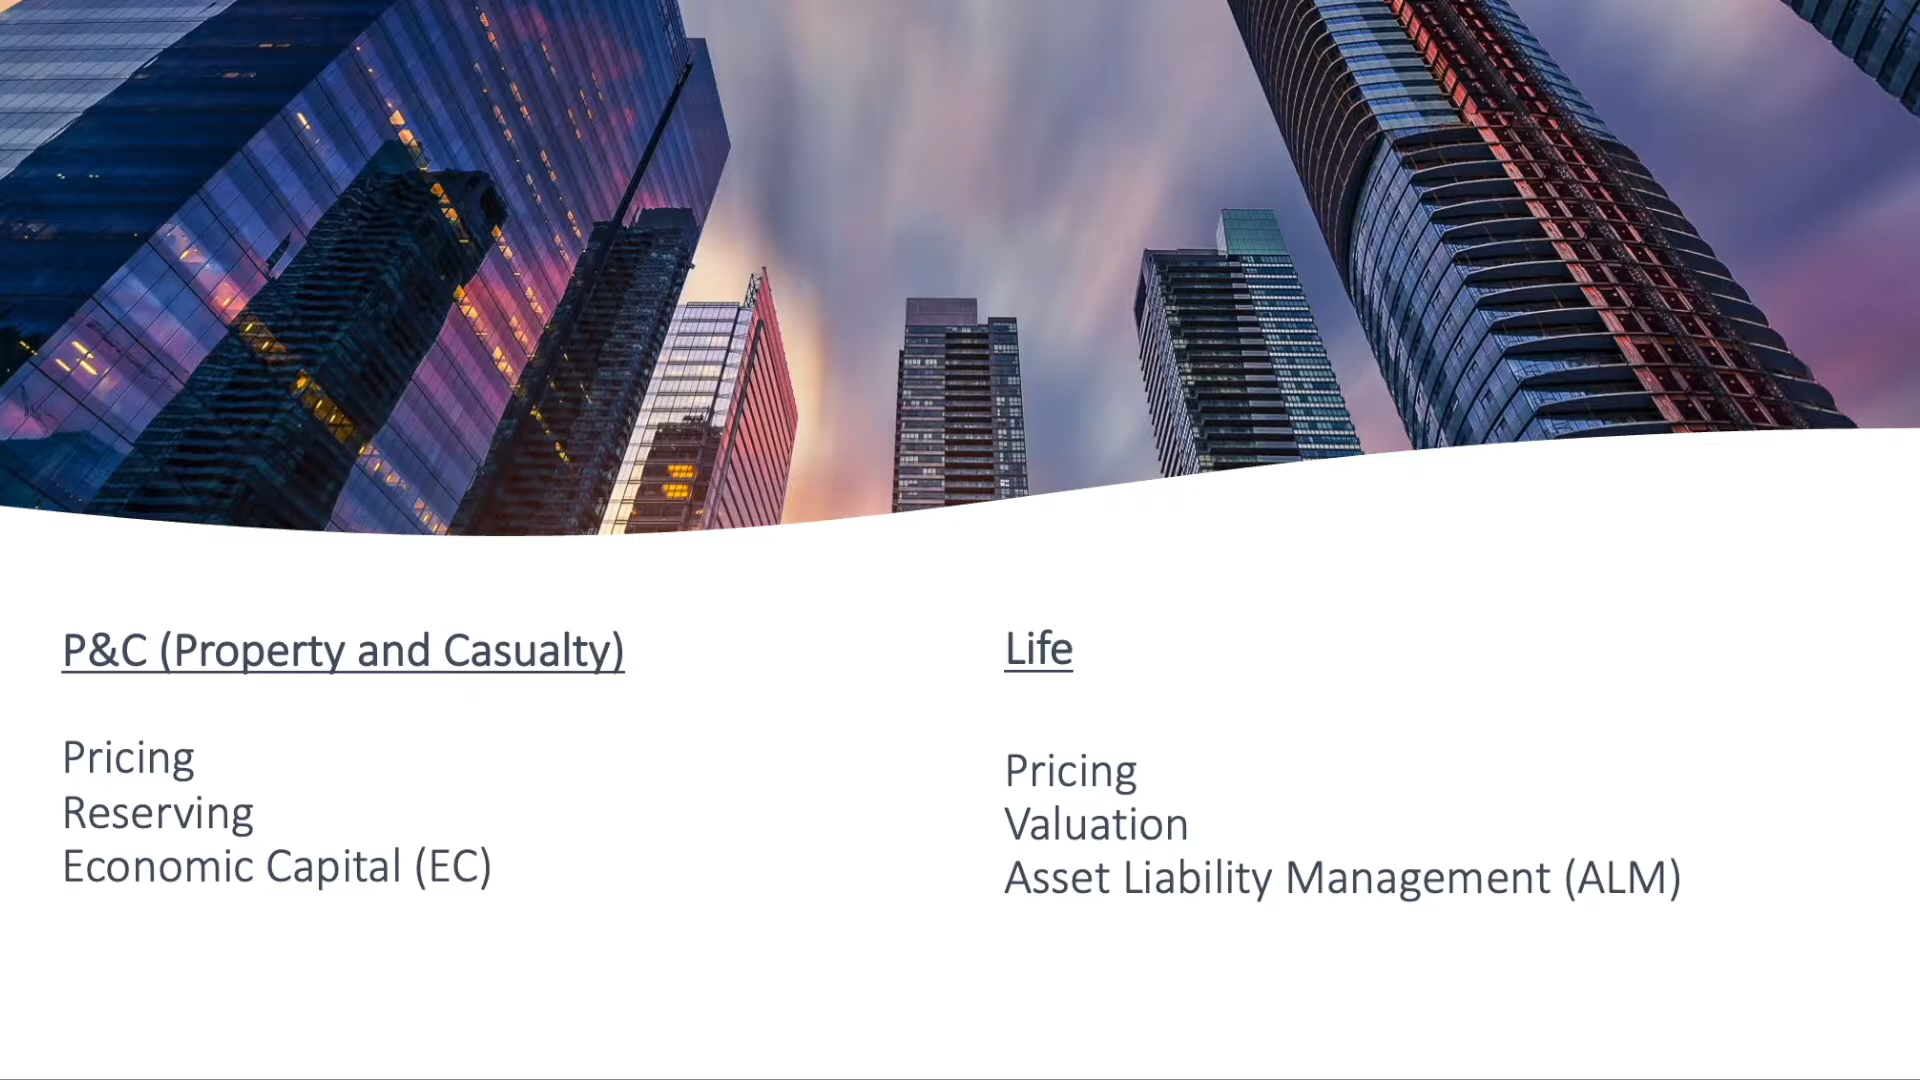 P&C (Property and Casualty)
Pricing
Reserving
Economic Capital (EC)
Life
Pricing
Valuation
Asset Liability Management (ALM)